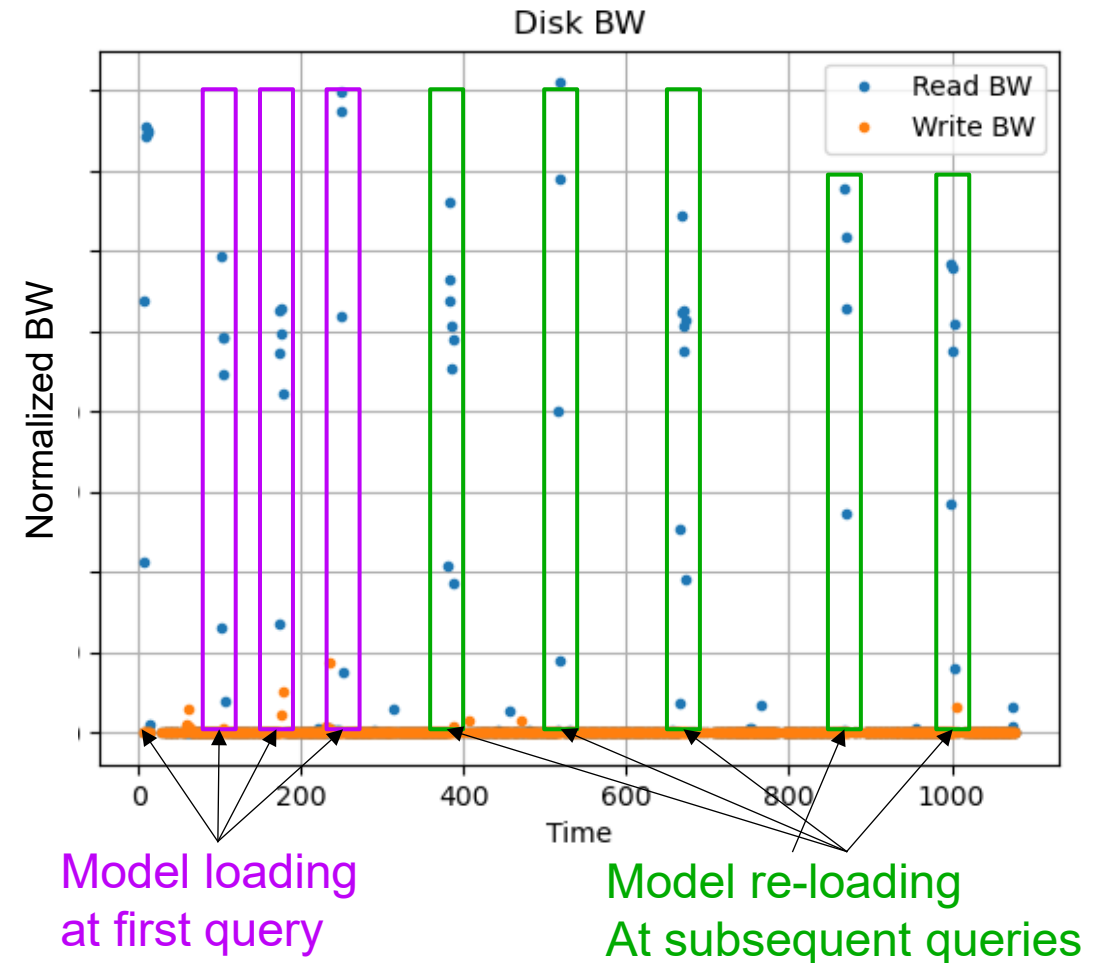 Disk BW
Read BW
Write BW
Normalized BW
0 200 400 600 800 1000
Time
Model loading
at first query
Model re-loading
At subsequent queries